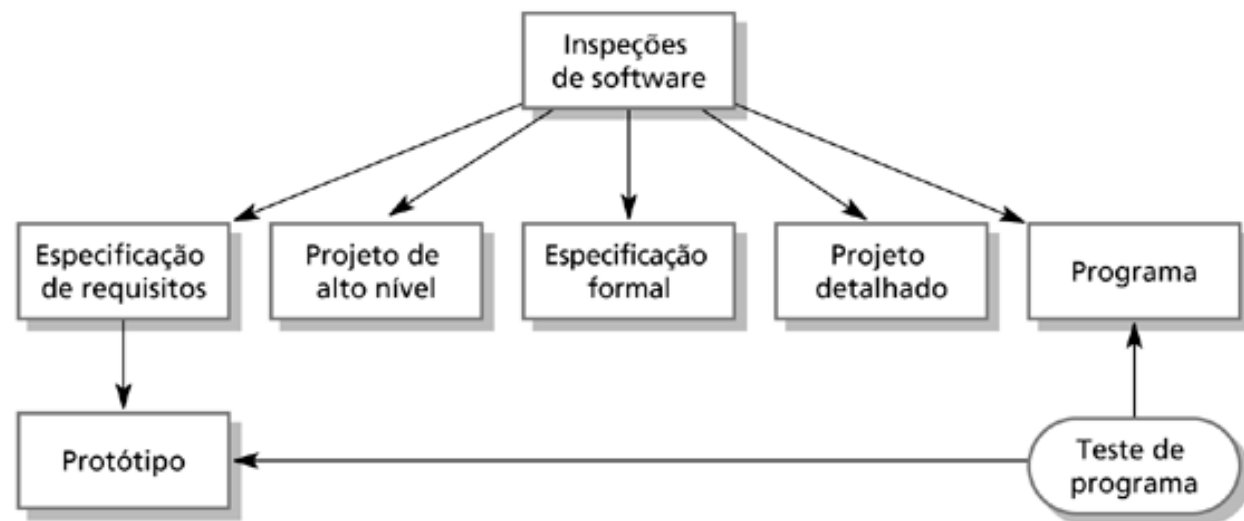 Inspeções
de software
Especificação
de requisitos
Projeto de
alto nível
Especificação
formal
Projeto
detalhado
Programa
Protótipo
Teste de
programa